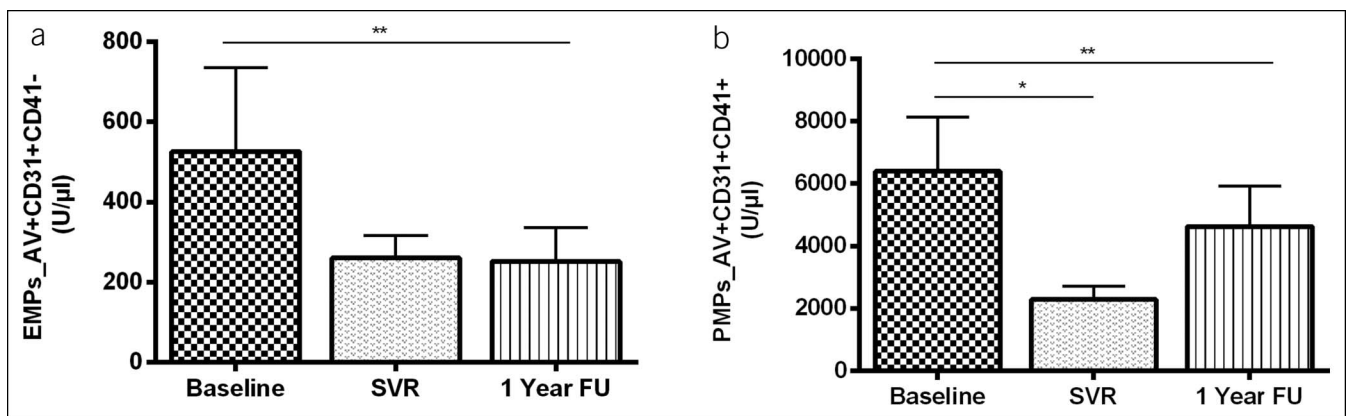 a
EMPs_AV+CD31+CD41-
(U/µl)
800
600
400
200
0
**
Baseline
SVR
1 Year FU
b
PMPs_AV+CD31+CD41+
(U/µl)
10000
8000
6000
4000
2000
0
**
*
Baseline
SVR
1 Year FU